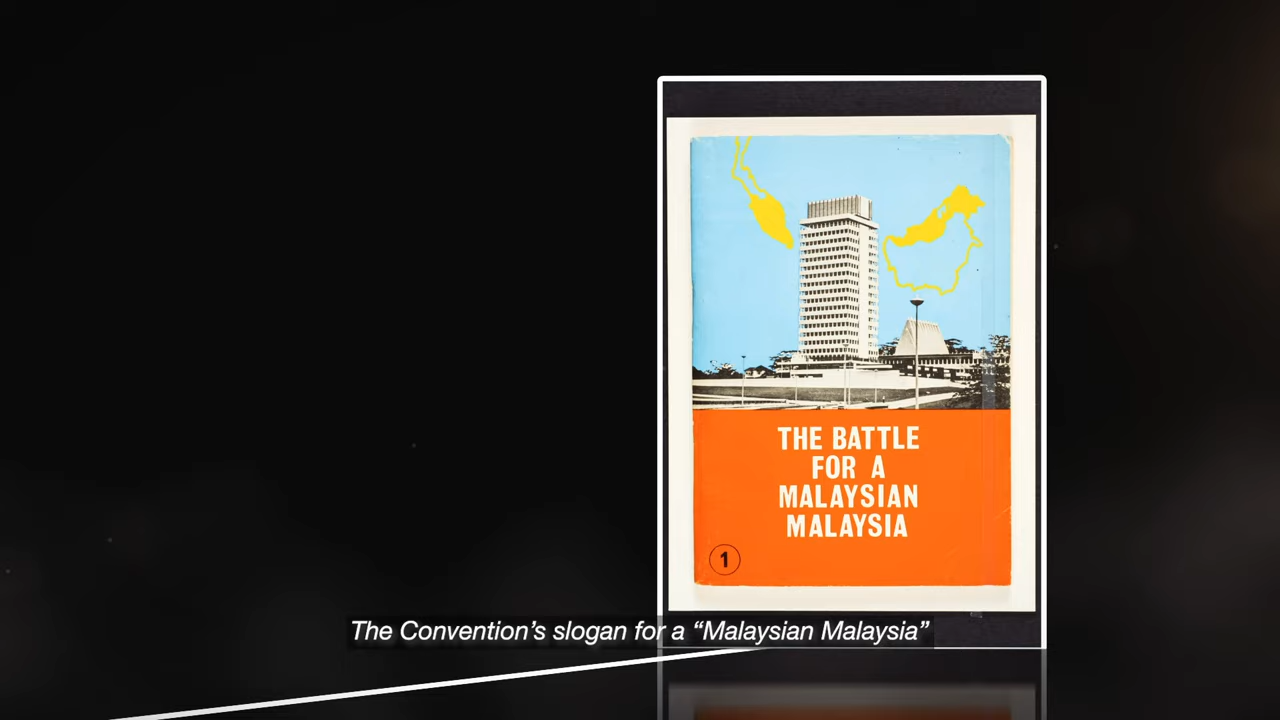 THE BATTLE
FOR A
MALAYSIAN
MALAYSIA
1
The Convention's slogan for a “Malaysian Malaysia”